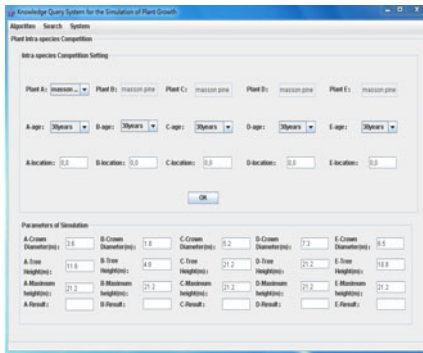 Knowledge Query System for the Simulation of Plant Growth
Algorithm Search System
Plant Intra-species Competition
Intra-species Competition Setting
Plant A: masson ... Plant B: masson pine Plant C: masson pine Plant D: masson pine Plant E: masson pine
A-age: 30years B-age: 30years C-age: 30years D-age: 30years E-age: 30years
A-location: 0,0 B-location: 0,0 C-location: 0,0 D-location: 0,0 E-location: 0,0
OK
Parameters of Simulation
A-Crown Diameter(m): 3.6 B-Crown Diameter(m): 1.8 C-Crown Diameter(m): 5.2 D-Crown Diameter(m): 7.3 E-Crown Diameter(m): 6.5
A-Tree Height(m): 11.6 B-Tree Height(m): 4.8 C-Tree Height(m): 21.2 D-Tree Height(m): 21.2 E-Tree Height(m):
A-Maximum height(m): 21.2 B-Maximum height(m): 21.2 C-Maximum height(m): 21.2 D-Maximum height(m): 21.2 E-Maximum height(m): 21.2
A-Result: B-Result: C-Result: D-Result: E-Result: